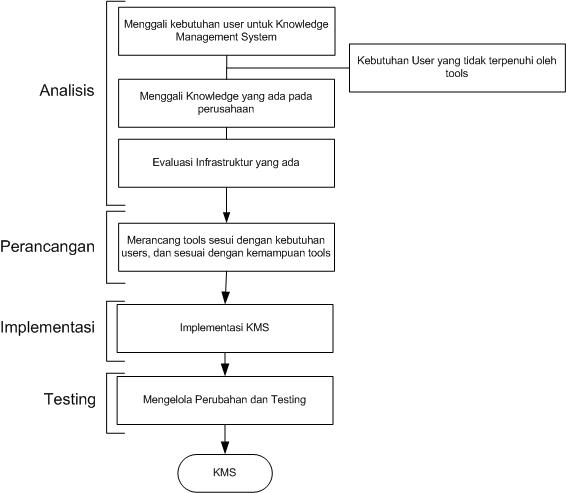 Menggali kebutuhan user untuk Knowledge
Management System
Kebutuhan User yang tidak terpenuhi oleh
tools
Analisis
Menggali Knowledge yang ada pada
perusahaan
Evaluasi Infrastruktur yang ada
Perancangan
Merancang tools sesui dengan kebutuhan
users, dan sesuai dengan kemampuan tools
Implementasi
Implementasi KMS
Testing
Mengelola Perubahan dan Testing
KMS